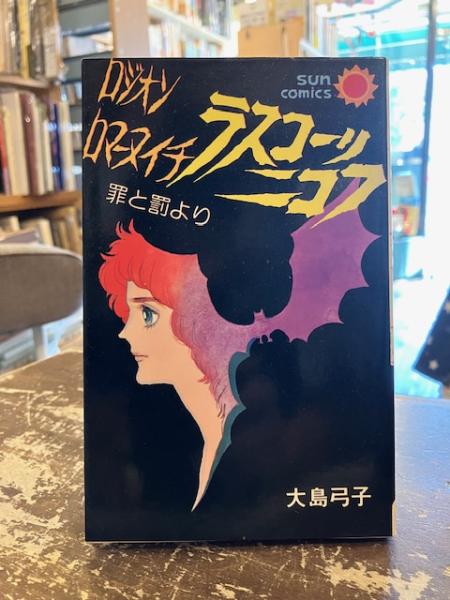 ロジオン
ロマーヌイチ
ラスコーリ
ニコフ
罪と罰より
sun
comics
大島弓子